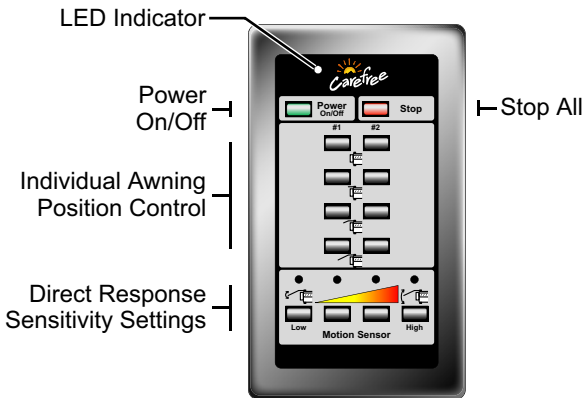 LED Indicator
Carefree
Power
On/Off
Power
On/Off
Stop
Stop All
#1 #2
Individual Awning
Position Control
Direct Response
Sensitivity Settings
Low
High
Motion Sensor